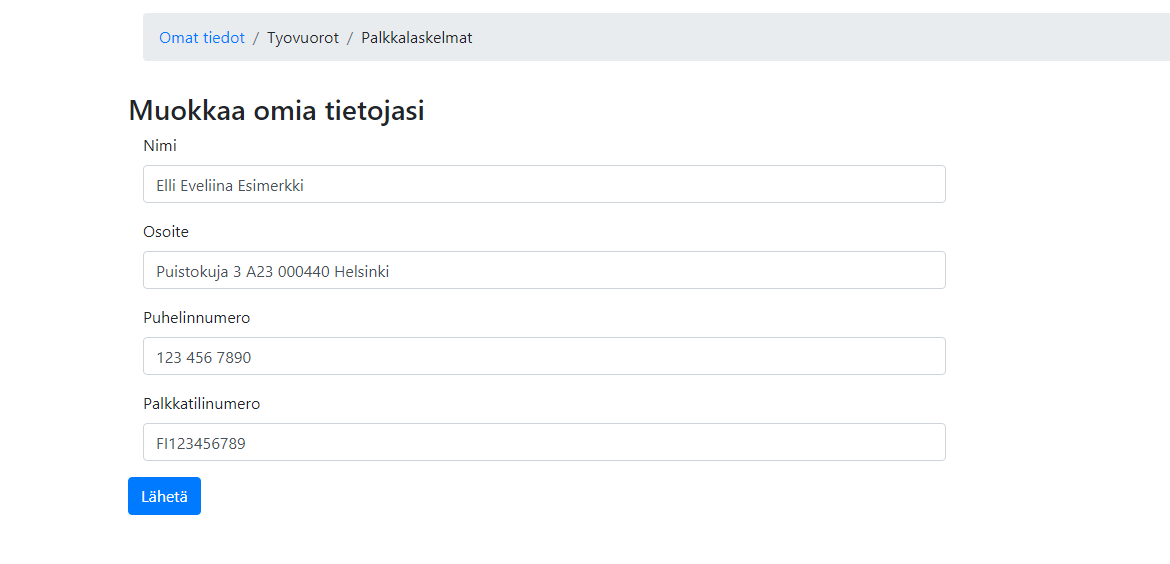 Omat tiedot / Tyovuorot / Palkkalaskelmat
Muokkaa omia tietojasi
Nimi
Elli Eveliina Esimerkki
Osoite
Puistokuja 3 A23 000440 Helsinki
Puhelinnumero
123 456 7890
Palkkatilinumero
FI123456789
Lähetä